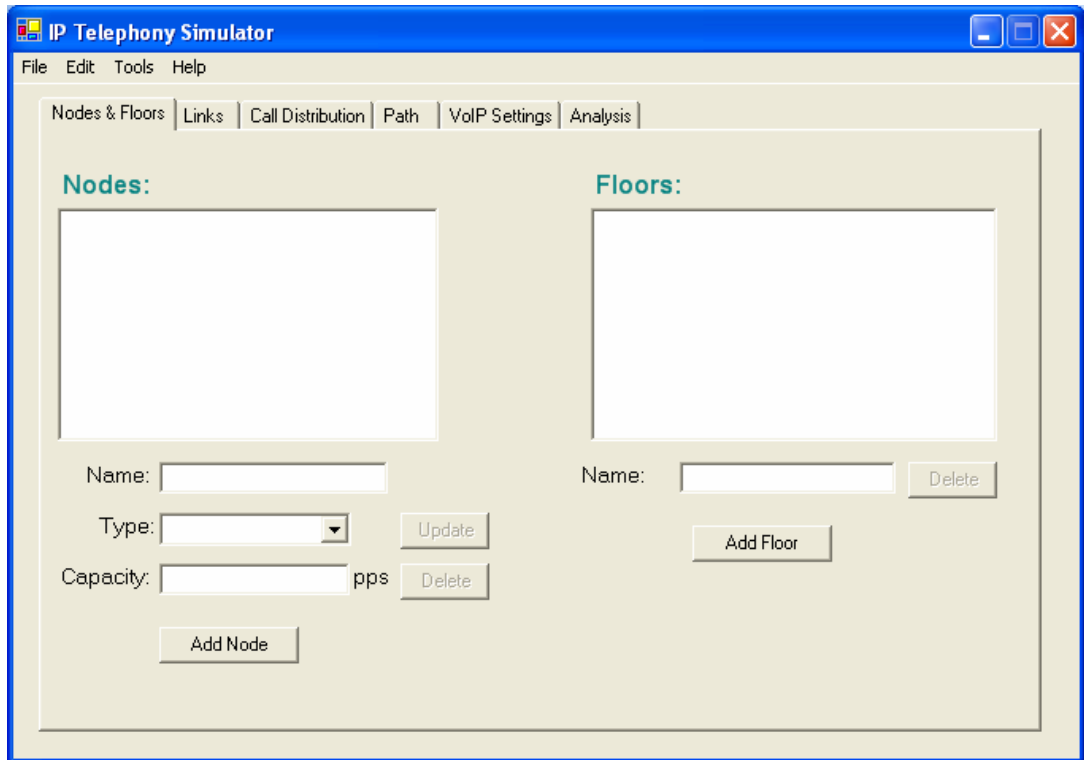 IP Telephony Simulator
File Edit Tools Help
Nodes & Floors Links Call Distribution Path VoIP Settings Analysis
Nodes:
Floors:
Name:
Name:
Delete
Type:
Update
Add Floor
Capacity:
pps
Delete
Add Node